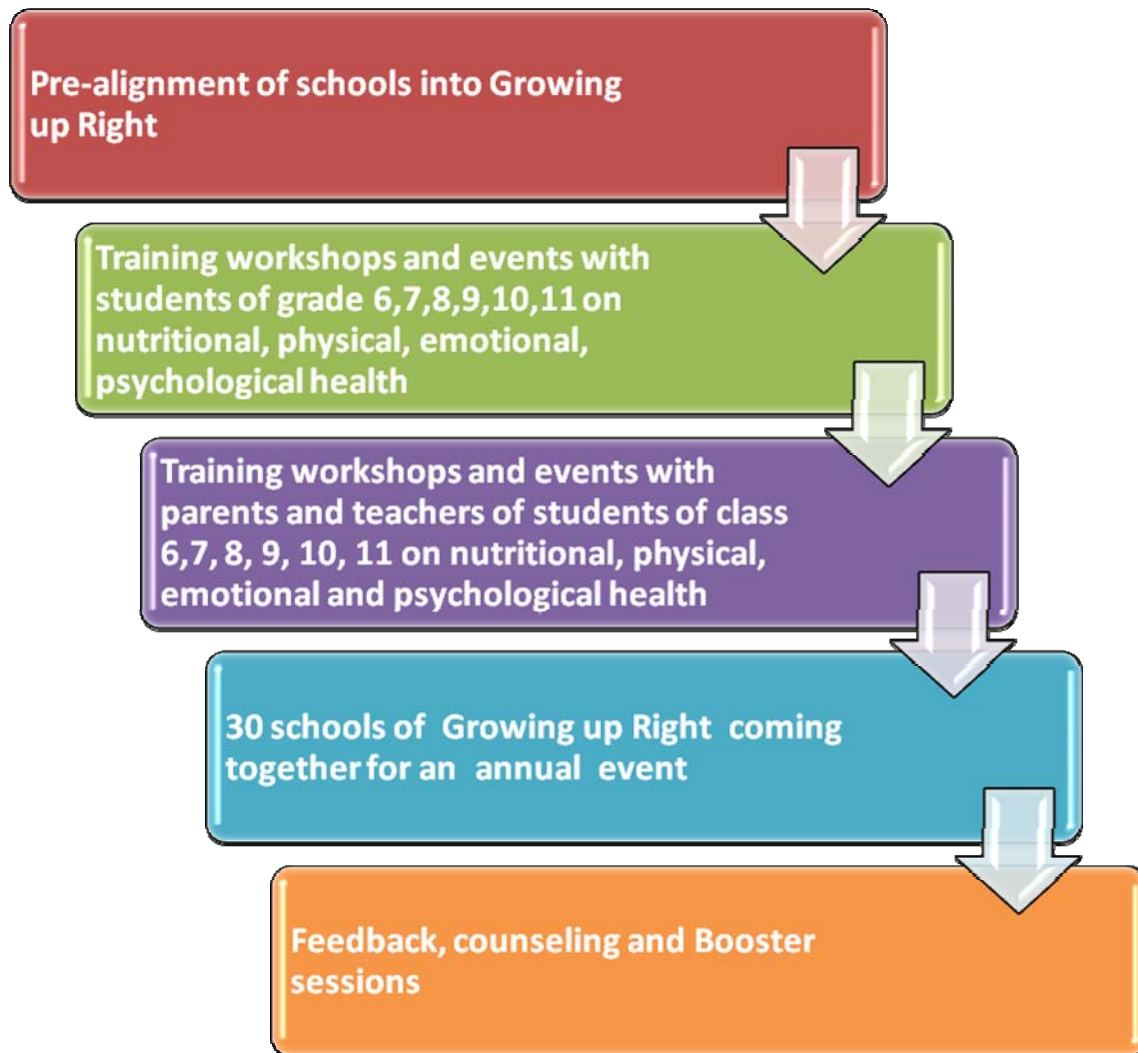 Pre-alignment of schools into Growing
up Right
Training workshops and events with
students of grade 6,7,8,9,10,11 on
nutritional, physical, emotional,
psychological health
Training workshops and events with
parents and teachers of students of class
6,7, 8, 9, 10, 11 on nutritional, physical,
emotional and psychological health
30 schools of Growing up Right coming
together for an annual event
Feedback, counseling and Booster
sessions